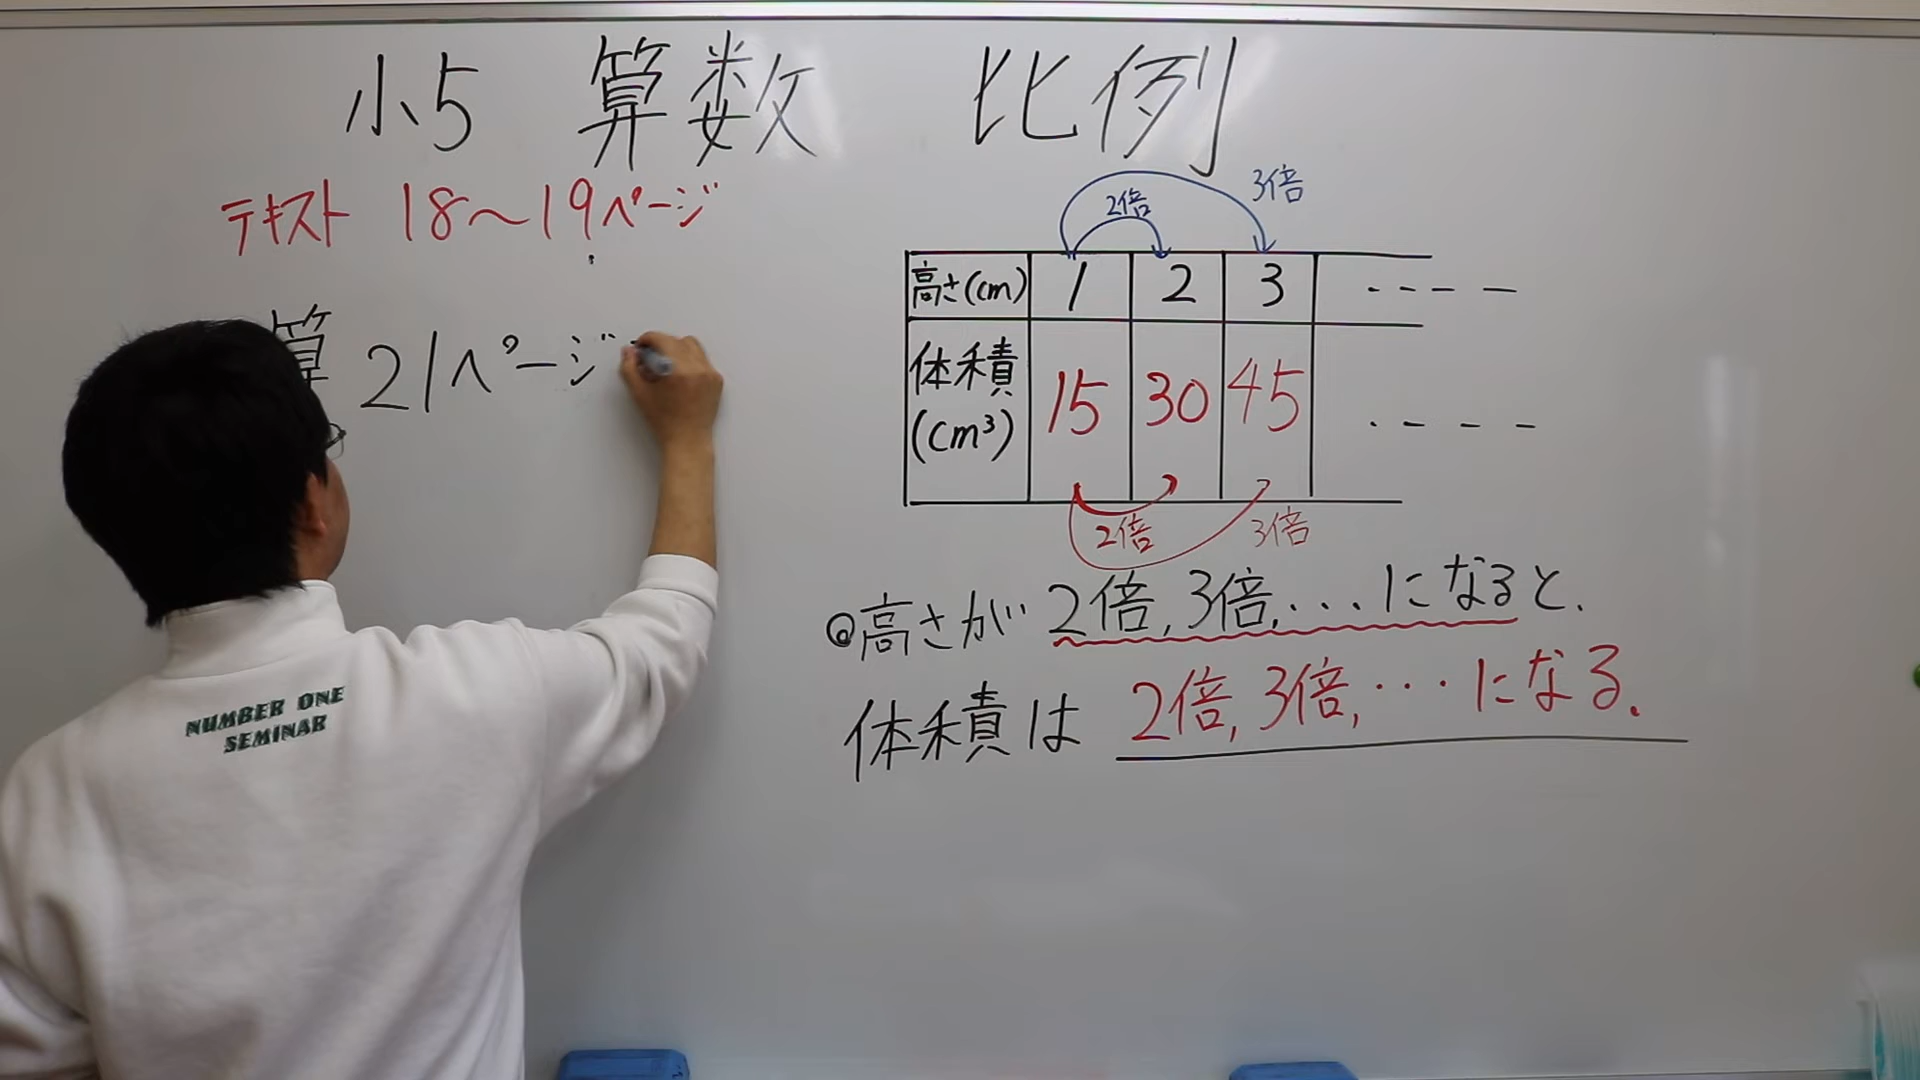 小5 算数 比例
テキスト 18～19ページ
算 21ページ
2倍 3倍
高さ(cm) 1 2 3 ・---
体積(cm³) 15 30 45 ・---
2倍 3倍
◎高さが 2倍, 3倍, ・・・になると、
体積は 2倍, 3倍, ・・・になる。
NUMBER ONE
SEMINAR